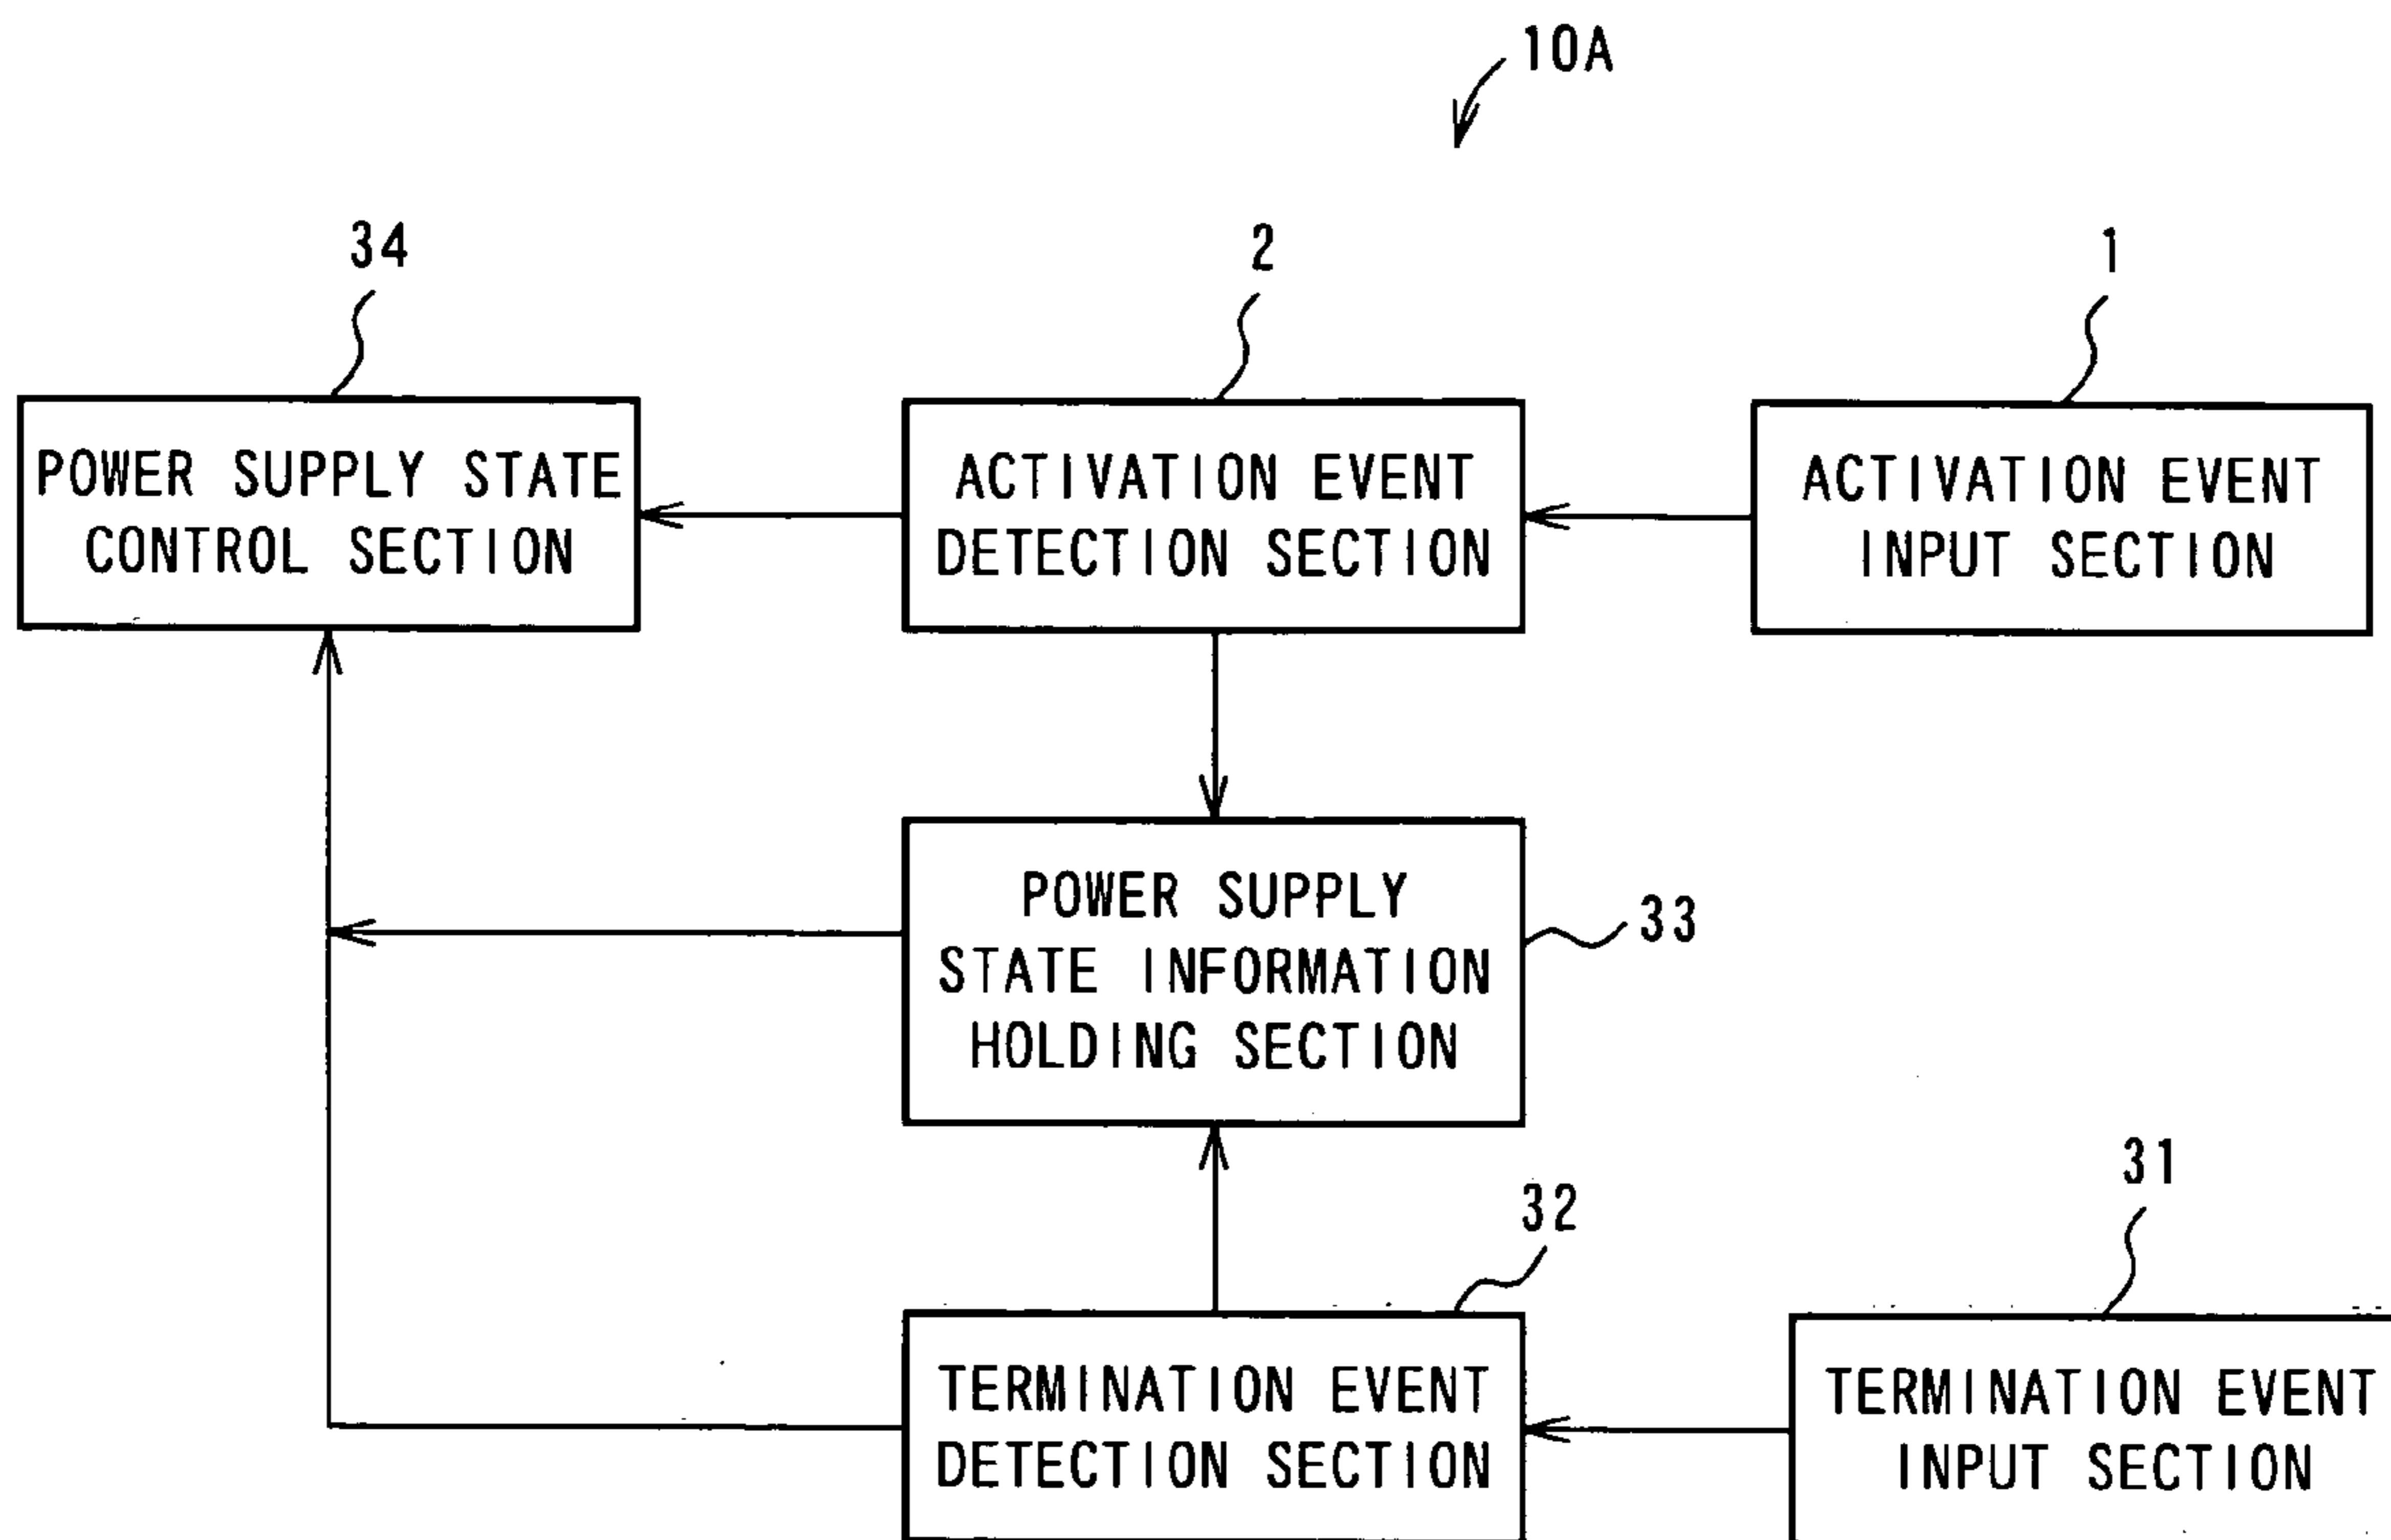 10A
34
2
1
POWER SUPPLY STATE
CONTROL SECTION
ACTIVATION EVENT
DETECTION SECTION
ACTIVATION EVENT
INPUT SECTION
POWER SUPPLY
STATE INFORMATION
HOLDING SECTION
33
32
31
TERMINATION EVENT
DETECTION SECTION
TERMINATION EVENT
INPUT SECTION